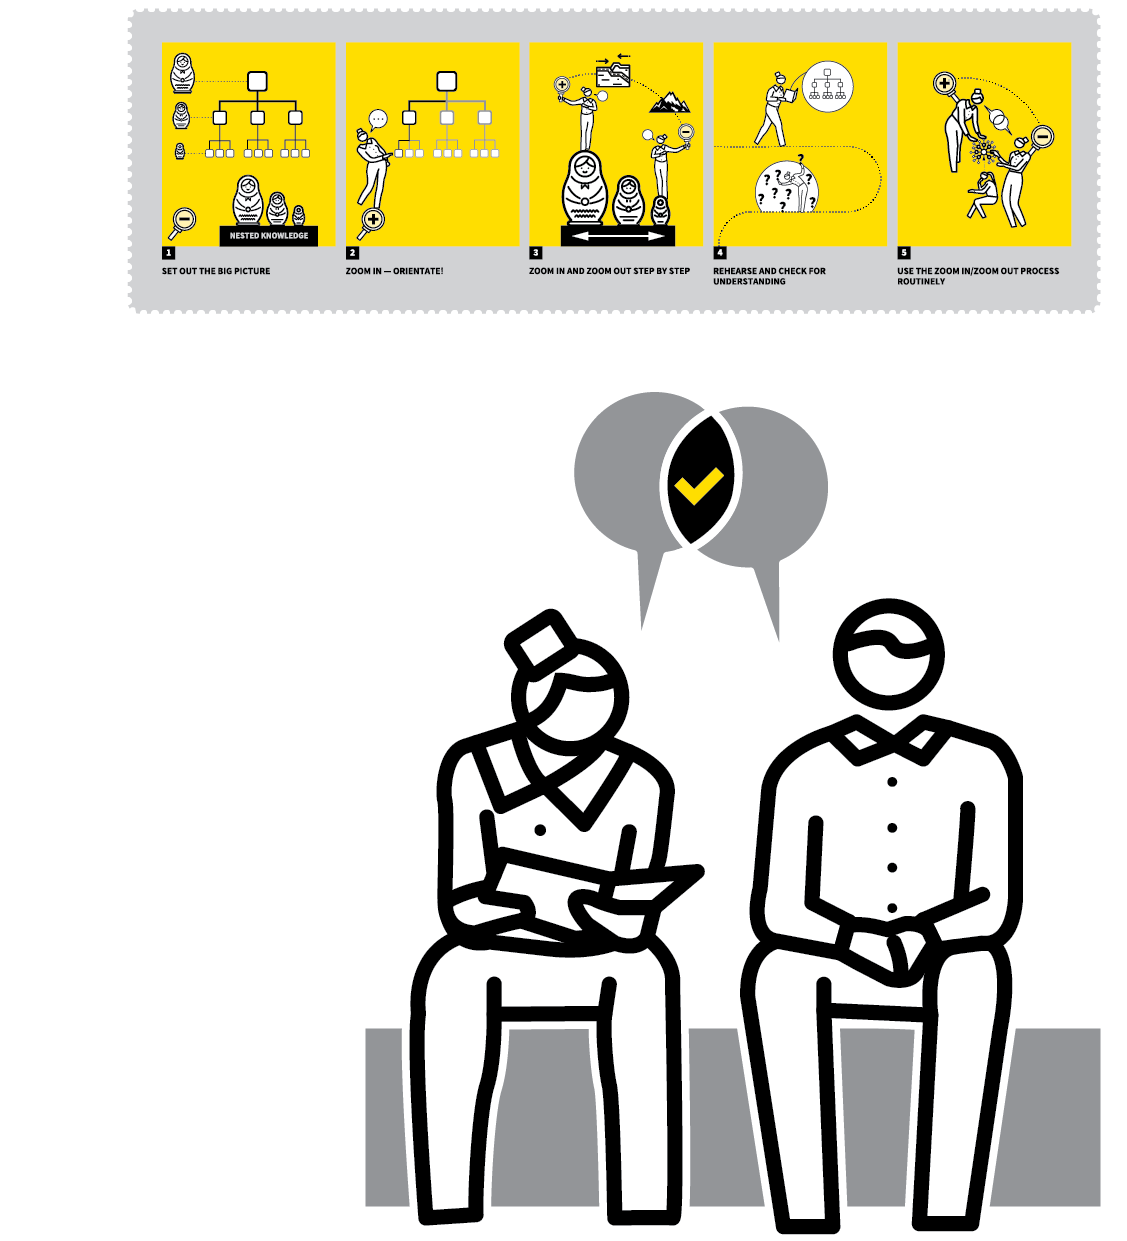 NESTED KNOWLEDGE
1
SET OUT THE BIG PICTURE
2
ZOOM IN — ORIENTATE!
3
ZOOM IN AND ZOOM OUT STEP BY STEP
? ? ? ? ? ? ? ? ?
4
REHEARSE AND CHECK FOR
UNDERSTANDING
5
USE THE ZOOM IN/ZOOM OUT PROCESS
ROUTINELY